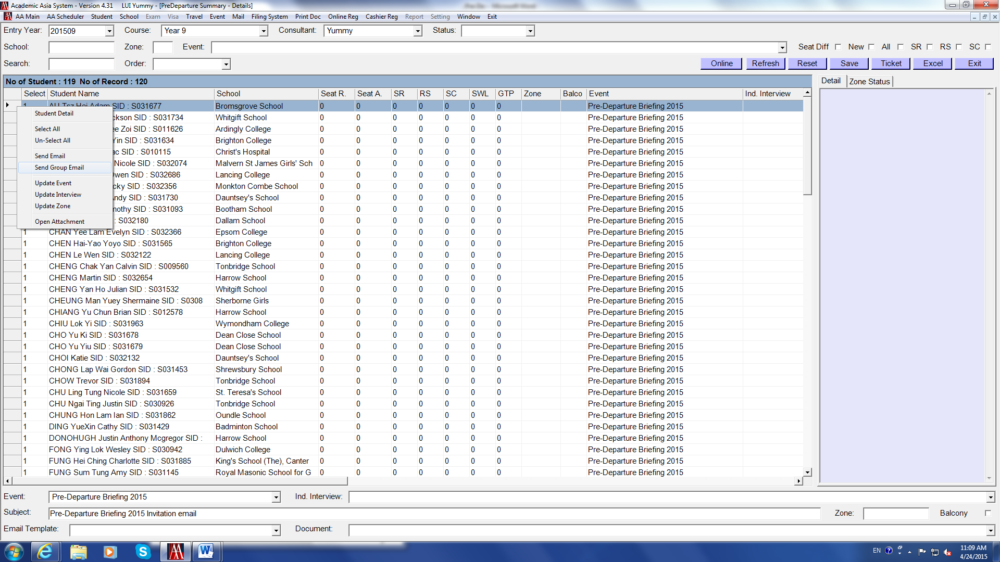 Academic Asia System - Version 4.31 LUI Yummy - [PreDeparture Summary - Details]
AA Main AA Scheduler Student School Exam Visa Travel Event Mail Filing System Print Doc Online Reg Cashier Reg Report Setting Window Exit
Entry Year: 201509 Course: Year 9 Consultant: Yummy Status:
School: Zone: Event: Seat Diff New All SR RS SC
Search: Order: Online Refresh Reset Save Ticket Excel Exit
No of Student : 119 No of Record : 120
Detail Zone Status
Select Student Name School Seat R. Seat A. SR RS SC SWL GTP Zone Balco Event Ind. Interview
1 AU Tsz Hei Adam SID : S031677 Bromsgrove School 0 0 0 0 0 0 0 Pre-Departure Briefing 2015
ckson SID : S031734 Whitgift School 0 0 0 0 0 0 0 Pre-Departure Briefing 2015
ee Zoi SID : S011626 Ardingly College 0 0 0 0 0 0 0 Pre-Departure Briefing 2015
Yin SID : S031634 Brighton College 0 0 0 0 0 0 0 Pre-Departure Briefing 2015
ac SID : S010115 Christ's Hospital 0 0 0 0 0 0 0 Pre-Departure Briefing 2015
Nicole SID : S032074 Malvern St James Girls' Sch 0 0 0 0 0 0 0 Pre-Departure Briefing 2015
wen SID : S032686 Lancing College 0 0 0 0 0 0 0 Pre-Departure Briefing 2015
cky SID : S032356 Monkton Combe School 0 0 0 0 0 0 0 Pre-Departure Briefing 2015
Andy SID : S031730 Dauntsey's School 0 0 0 0 0 0 0 Pre-Departure Briefing 2015
mothy SID : S031093 Bootham School 0 0 0 0 0 0 0 Pre-Departure Briefing 2015
: S032180 Dallam School 0 0 0 0 0 0 0 Pre-Departure Briefing 2015
1 CHAN Yee Lam Evelyn SID : S032366 Epsom College 0 0 0 0 0 0 0 Pre-Departure Briefing 2015
1 CHEN Hai-Yao Yoyo SID : S031565 Brighton College 0 0 0 0 0 0 0 Pre-Departure Briefing 2015
1 CHEN Le Wen SID : S032122 Lancing College 0 0 0 0 0 0 0 Pre-Departure Briefing 2015
1 CHENG Chak Yan Calvin SID : S009560 Tonbridge School 0 0 0 0 0 0 0 Pre-Departure Briefing 2015
1 CHENG Martin SID : S032654 Harrow School 0 0 0 0 0 0 0 Pre-Departure Briefing 2015
1 CHENG Yan Ho Julian SID : S031532 Whitgift School 0 0 0 0 0 0 0 Pre-Departure Briefing 2015
1 CHEUNG Man Yuey Shermaine SID : S0308 Sherborne Girls 0 0 0 0 0 0 0 Pre-Departure Briefing 2015
1 CHIANG Yu Chun Brian SID : S012578 Harrow School 0 0 0 0 0 0 0 Pre-Departure Briefing 2015
1 CHIU Lok Yi SID : S031963 Wymondham College 0 0 0 0 0 0 0 Pre-Departure Briefing 2015
1 CHO Yu Ki SID : S031678 Dean Close School 0 0 0 0 0 0 0 Pre-Departure Briefing 2015
1 CHO Yu Yiu SID : S031679 Dean Close School 0 0 0 0 0 0 0 Pre-Departure Briefing 2015
1 CHOI Katie SID : S032132 Dauntsey's School 0 0 0 0 0 0 0 Pre-Departure Briefing 2015
1 CHONG Lap Wai Gordon SID : S031453 Shrewsbury School 0 0 0 0 0 0 0 Pre-Departure Briefing 2015
1 CHOW Trevor SID : S031894 Tonbridge School 0 0 0 0 0 0 0 Pre-Departure Briefing 2015
1 CHU Ling Tung Nicole SID : S031659 St. Teresa's School 0 0 0 0 0 0 0 Pre-Departure Briefing 2015
1 CHU Ngai Ting Justin SID : S030926 Tonbridge School 0 0 0 0 0 0 0 Pre-Departure Briefing 2015
1 CHUNG Hon Lam Ian SID : S031862 Oundle School 0 0 0 0 0 0 0 Pre-Departure Briefing 2015
1 DING YueXin Cathy SID : S031429 Badminton School 0 0 0 0 0 0 0 Pre-Departure Briefing 2015
1 DONOHUGH Justin Anthony Mcgregor SID : Harrow School 0 0 0 0 0 0 0 Pre-Departure Briefing 2015
1 FONG Ying Lok Wesley SID : S030942 Dulwich College 0 0 0 0 0 0 0 Pre-Departure Briefing 2015
1 FUNG Hei Ching Charlotte SID : S031885 King's School (The), Canter 0 0 0 0 0 0 0 Pre-Departure Briefing 2015
1 FUNG Sum Tung Amy SID : S031145 Royal Masonic School for G 0 0 0 0 0 0 0 Pre-Departure Briefing 2015
Student Detail
Select All
Un-Select All
Send Email
Send Group Email
Update Event
Update Interview
Update Zone
Open Attachment
Event: Pre-Departure Briefing 2015 Ind. Interview:
Subject: Pre-Departure Briefing 2015 Invitation email Zone: Balcony
Email Template: Document:
EN 11:09 AM
4/24/2015